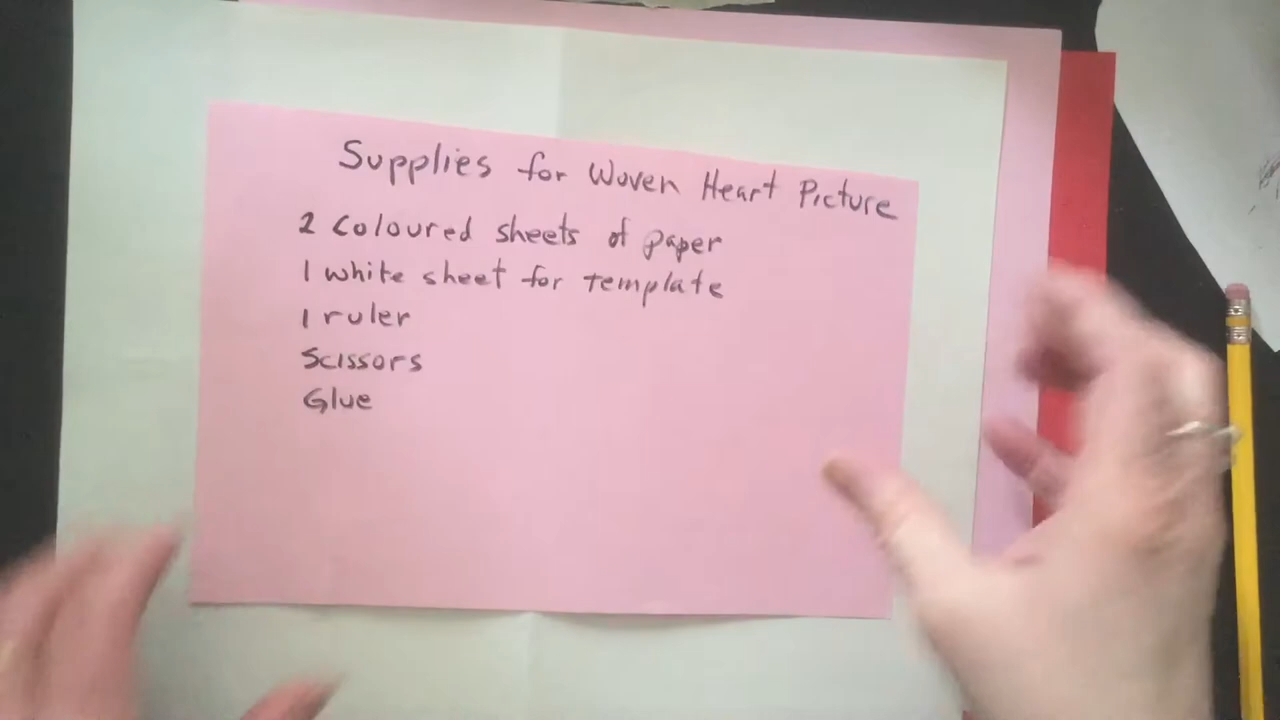 Supplies for Woven Heart Picture
2 Coloured sheets of paper
1 white sheet for template
1 ruler
Scissors
Glue